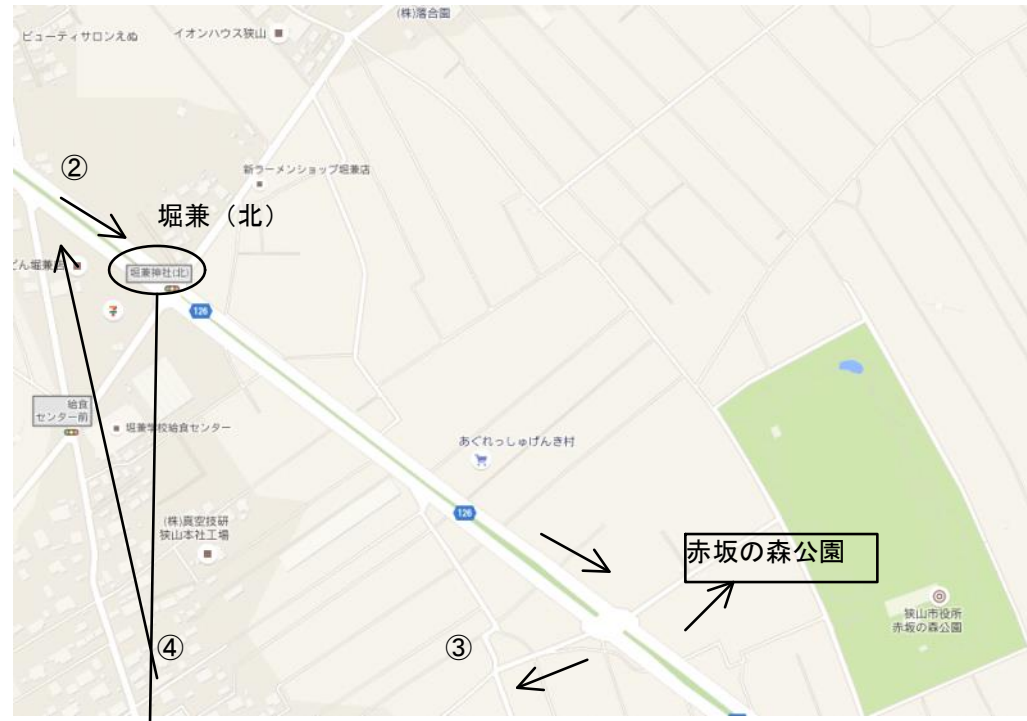 (株)落合園
ビューティサロンえぬ
イオンハウス狭山
②
新ラーメンショップ堀兼店
堀兼（北）
どん堀兼店
堀兼神社(北)
126
給食
センター前
堀兼学校給食センター
あぐれっしゅげんき村
126
(株)真空技研
狭山本社工場
赤坂の森公園
狭山市役所
赤坂の森公園
④
③